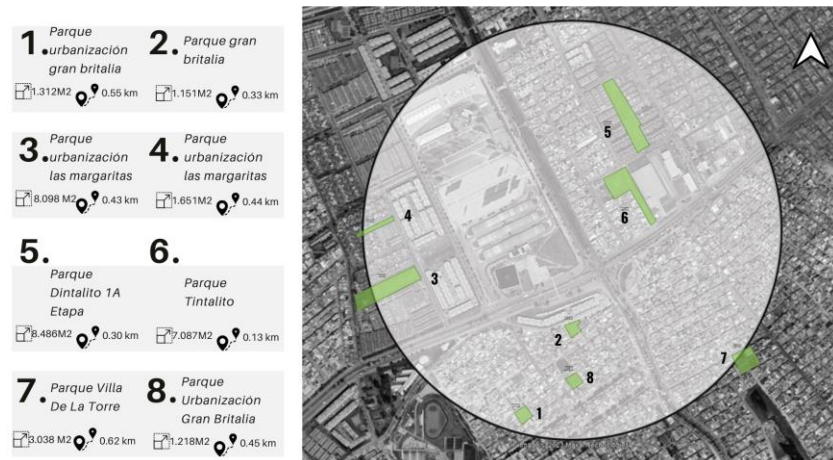 1. Parque
urbanización
gran britalia
1.312M2 0.55 km
2. Parque gran
britalia
1.151M2 0.33 km
3. Parque
urbanización
las margaritas
8.098 M2 0.43 km
4. Parque
urbanización
las margaritas
1.651M2 0.44 km
5.
Parque
Dintalito 1A
Etapa
8.486M2 0.30 km
6.
Parque
Tintalito
7.087M2 0.13 km
7. Parque Villa
De La Torre
3.038 M2 0.62 km
8. Parque
Urbanización
Gran Britalia
1.218M2 0.45 km
5
6
4
3
2
8
1
7